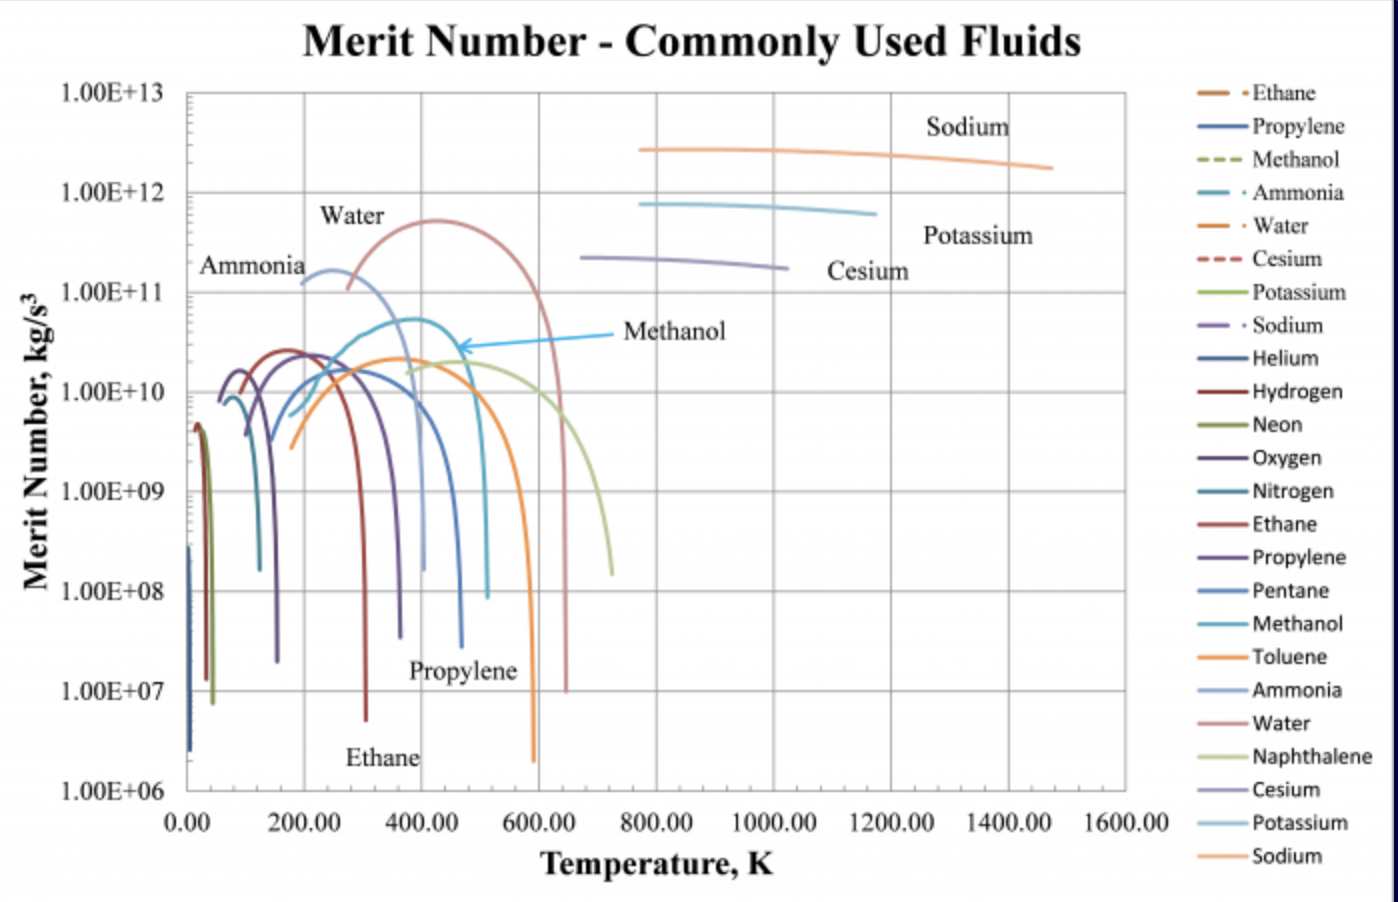 Merit Number - Commonly Used Fluids
Merit Number, kg/s³
1.00E+13
1.00E+12
1.00E+11
1.00E+10
1.00E+09
1.00E+08
1.00E+07
1.00E+06
Sodium
Water
Potassium
Ammonia
Cesium
Methanol
Propylene
Ethane
0.00 200.00 400.00 600.00 800.00 1000.00 1200.00 1400.00 1600.00
Temperature, K
Ethane
Propylene
Methanol
Ammonia
Water
Cesium
Potassium
Sodium
Helium
Hydrogen
Neon
Oxygen
Nitrogen
Ethane
Propylene
Pentane
Methanol
Toluene
Ammonia
Water
Naphthalene
Cesium
Potassium
Sodium